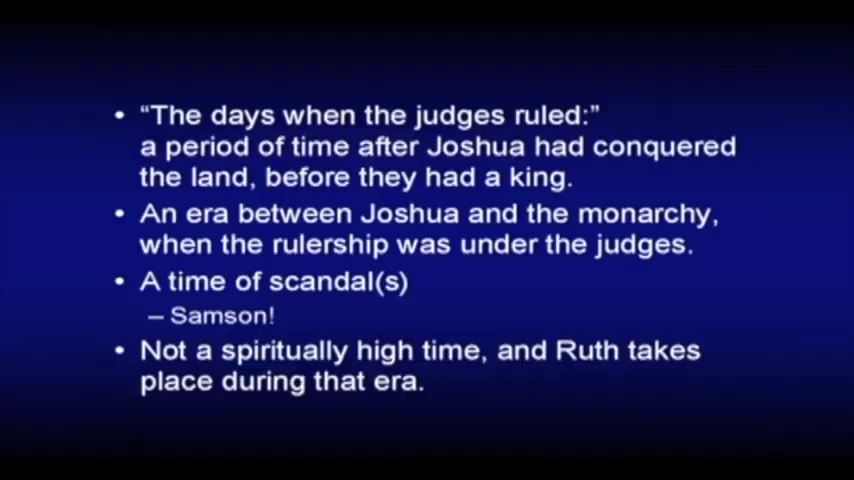 • “The days when the judges ruled:”
a period of time after Joshua had conquered
the land, before they had a king.
• An era between Joshua and the monarchy,
when the rulership was under the judges.
• A time of scandal(s)
– Samson!
• Not a spiritually high time, and Ruth takes
place during that era.